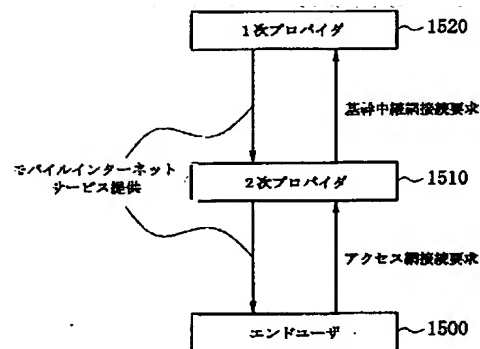 1次プロバイダ
1520
基幹中継網接続要求
モバイルインターネット
サービス提供
2次プロバイダ
1510
アクセス網接続要求
エンドユーザ
1500